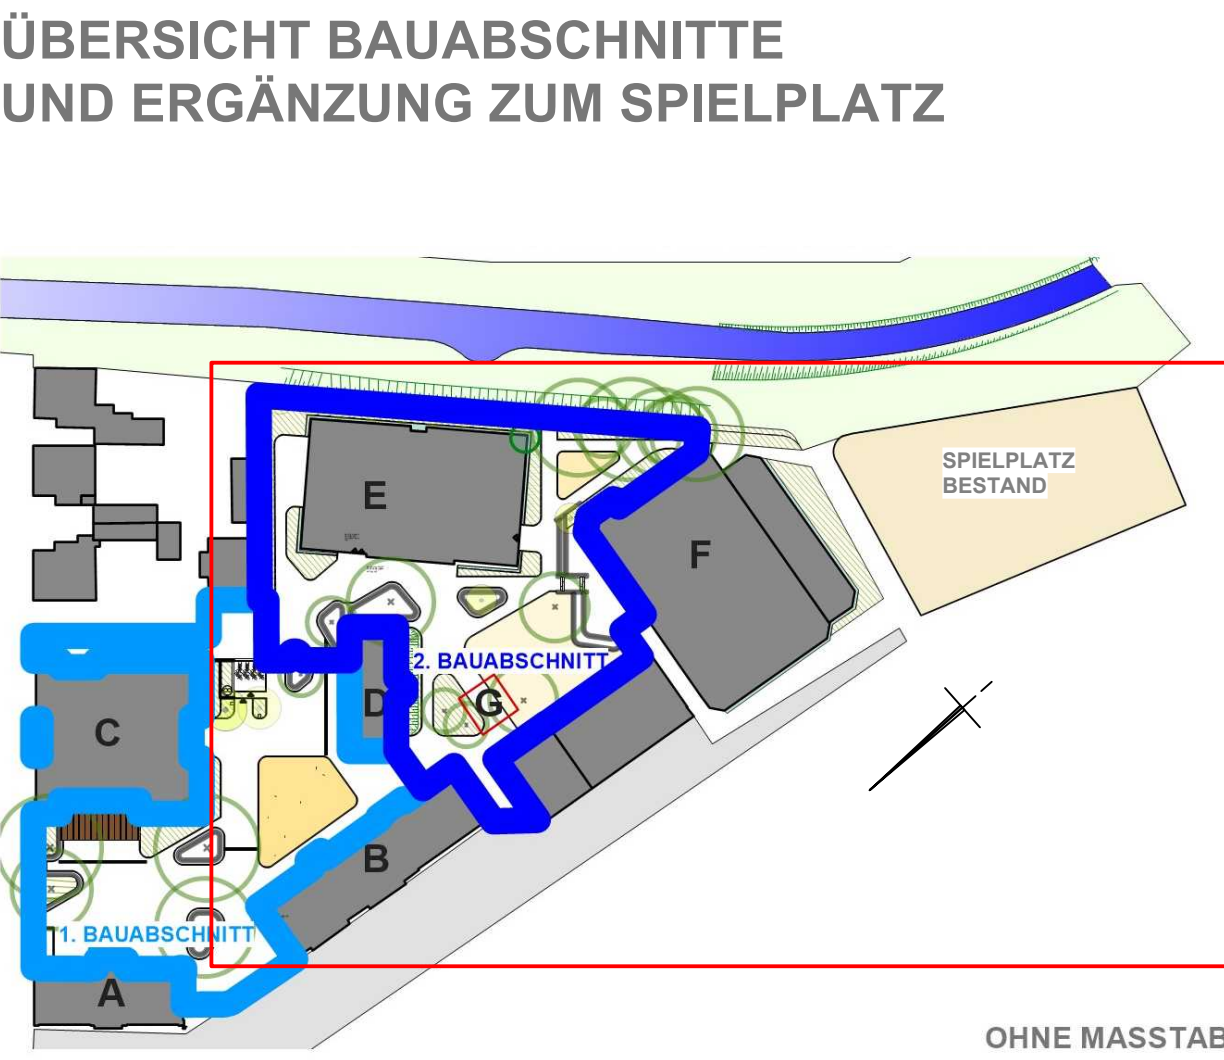 ÜBERSICHT BAUABSCHNITTE
UND ERGÄNZUNG ZUM SPIELPLATZ
SPIELPLATZ
BESTAND
E
F
2. BAUABSCHNITT
D
G
C
B
1. BAUABSCHNITT
A
OHNE MASSTAB